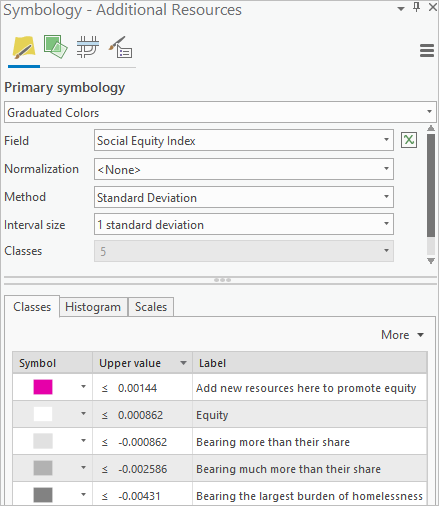 Symbology - Additional Resources
Primary symbology
Graduated Colors
Field Social Equity Index
Normalization <None>
Method Standard Deviation
Interval size 1 standard deviation
Classes 5
Classes Histogram Scales
More
Symbol Upper value Label
≤ 0.00144 Add new resources here to promote equity
≤ 0.000862 Equity
≤ -0.000862 Bearing more than their share
≤ -0.002586 Bearing much more than their share
≤ -0.00431 Bearing the largest burden of homelessness